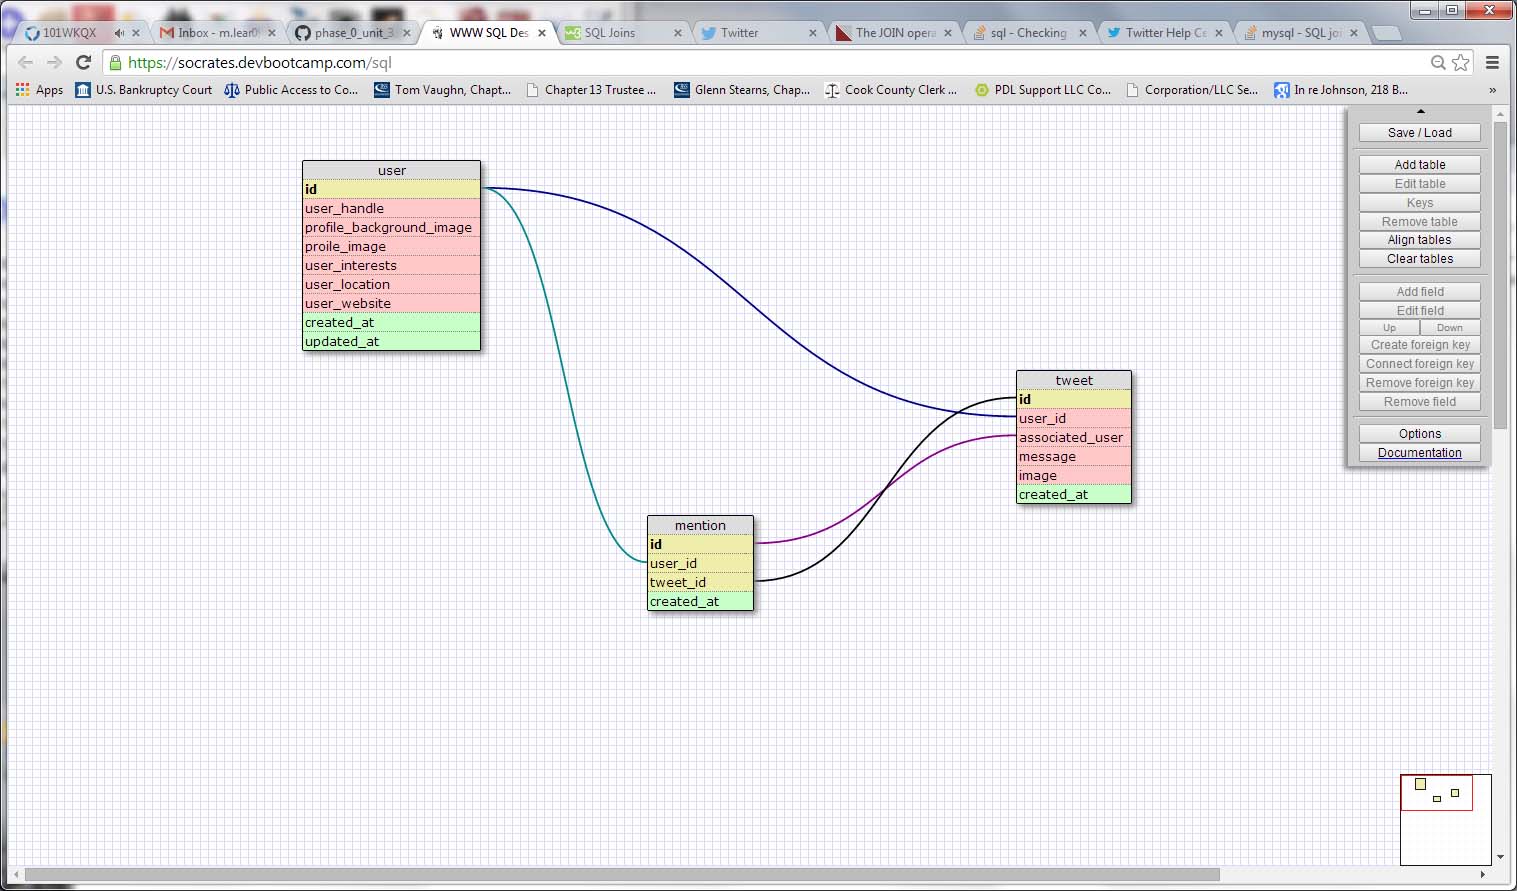 101WKQX
Inbox - m.lear0
phase_0_unit_3
WWW SQL Des
SQL Joins
Twitter
The JOIN opera
sql - Checking
Twitter Help Ce
mysql - SQL joi
https://socrates.devbootcamp.com/sql
Apps
U.S. Bankruptcy Court
Public Access to Co...
Tom Vaughn, Chapt...
Chapter 13 Trustee ...
Glenn Stearns, Chap...
Cook County Clerk ...
PDL Support LLC Co...
Corporation/LLC Se...
In re Johnson, 218 B...
»
user
id
user_handle
profile_background_image
proile_image
user_interests
user_location
user_website
created_at
updated_at
tweet
id
user_id
associated_user
message
image
created_at
mention
id
user_id
tweet_id
created_at
Save / Load
Add table
Edit table
Keys
Remove table
Align tables
Clear tables
Add field
Edit field
Up Down
Create foreign key
Connect foreign key
Remove foreign key
Remove field
Options
Documentation